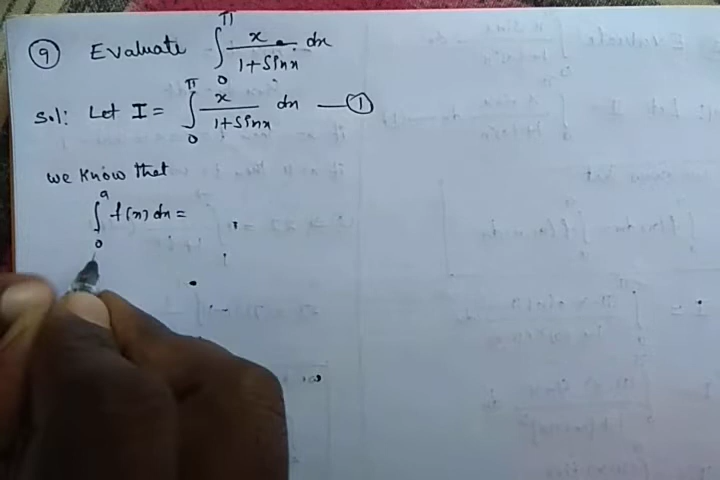 9 Evaluate ∫₀^π x/(1+sinx) dx
Sol: Let I = ∫₀^π x/(1+sinx) dx — 1
we know that
∫₀^a f(x) dx =